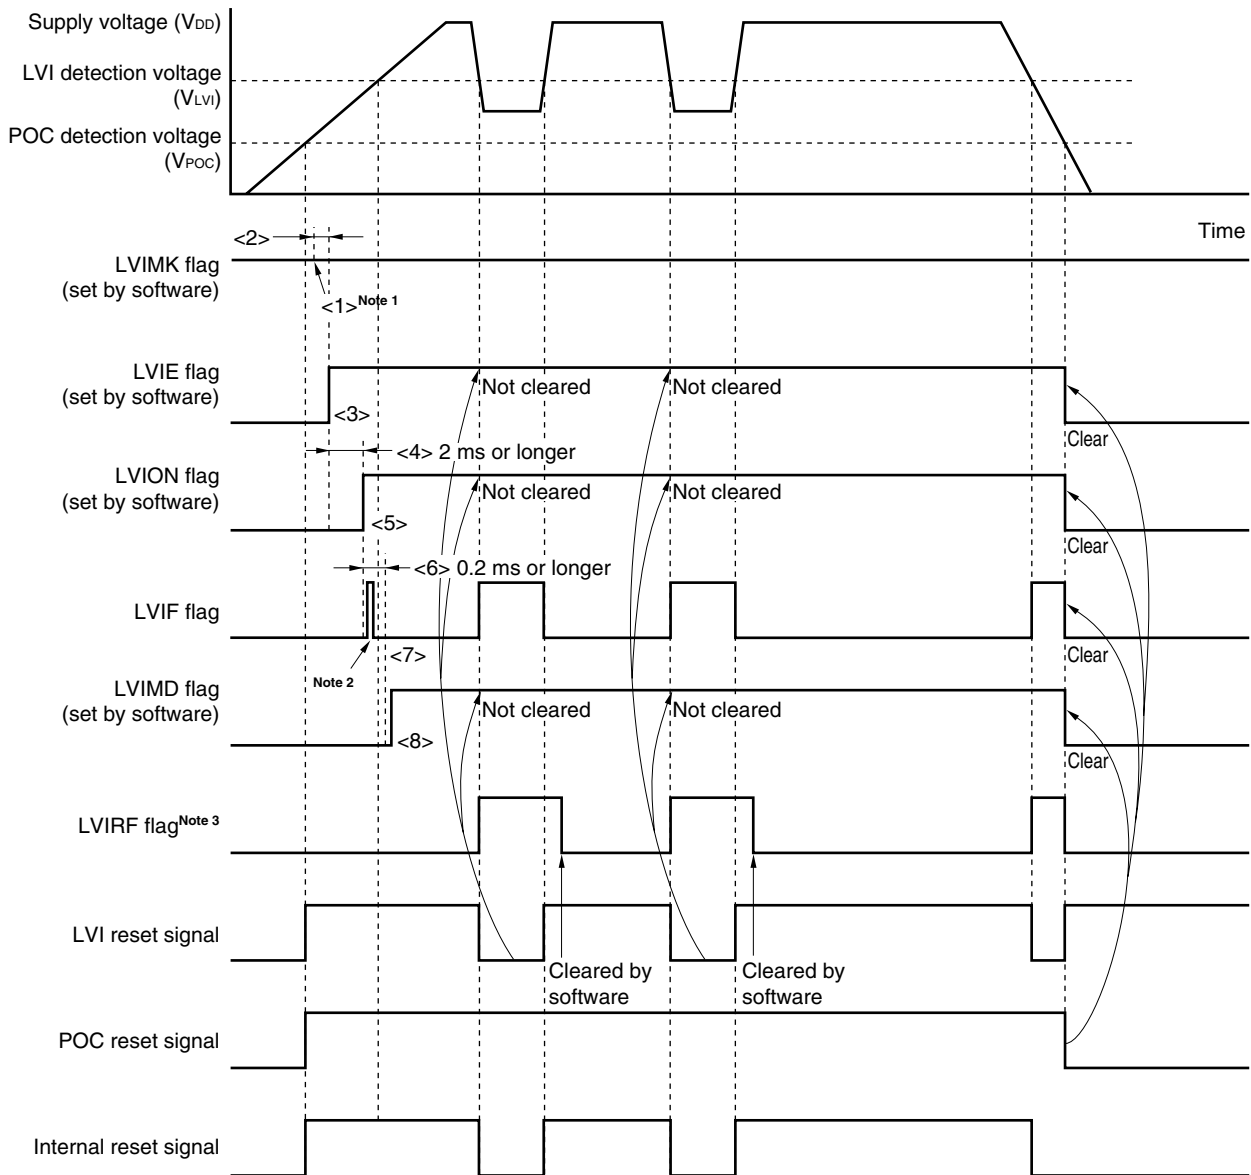 Supply voltage (VDD)
LVI detection voltage
(VLVI)
POC detection voltage
(VPOC)
Time
<2>
LVIMK flag
(set by software)
<1>Note 1
LVIE flag
(set by software)
Not cleared
Not cleared
<3>
Clear
<4> 2 ms or longer
LVION flag
(set by software)
Not cleared
Not cleared
<5>
Clear
<6> 0.2 ms or longer
LVIF flag
Note 2
<7>
Clear
LVIMD flag
(set by software)
Not cleared
Not cleared
<8>
Clear
LVIRF flagNote 3
LVI reset signal
Cleared by
software
Cleared by
software
POC reset signal
Internal reset signal